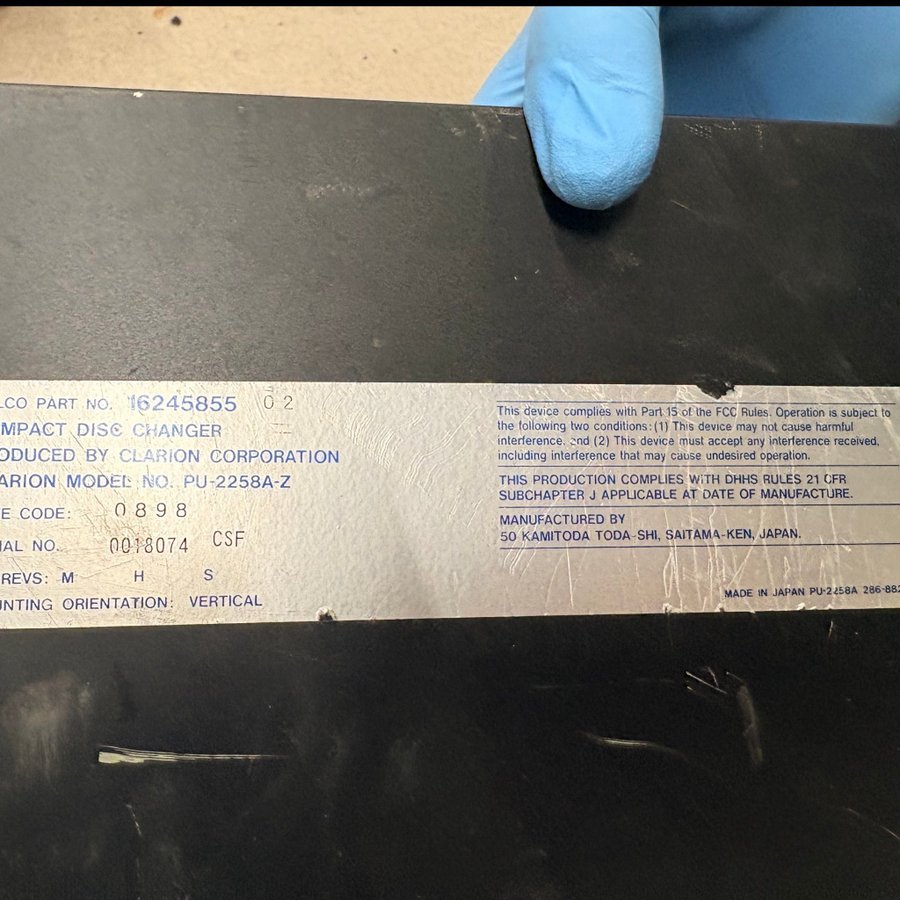 LCO PART NO. 16245855 02
MPACT DISC CHANGER
ODUCED BY CLARION CORPORATION
ARION MODEL NO. PU-2258A-Z
E CODE: 0898
IAL NO. 0018074 CSF
REVS: M H S
UNTING ORIENTATION: VERTICAL
This device complies with Part 15 of the FCC Rules. Operation is subject to
the following two conditions: (1) This device may not cause harmful
interference, and (2) This device must accept any interference received,
including interference that may cause undesired operation.
THIS PRODUCTION COMPLIES WITH DHHS RULES 21 CFR
SUBCHAPTER J APPLICABLE AT DATE OF MANUFACTURE.
MANUFACTURED BY
50 KAMITODA TODA-SHI, SAITAMA-KEN, JAPAN.
MADE IN JAPAN PU-2258A 286-882